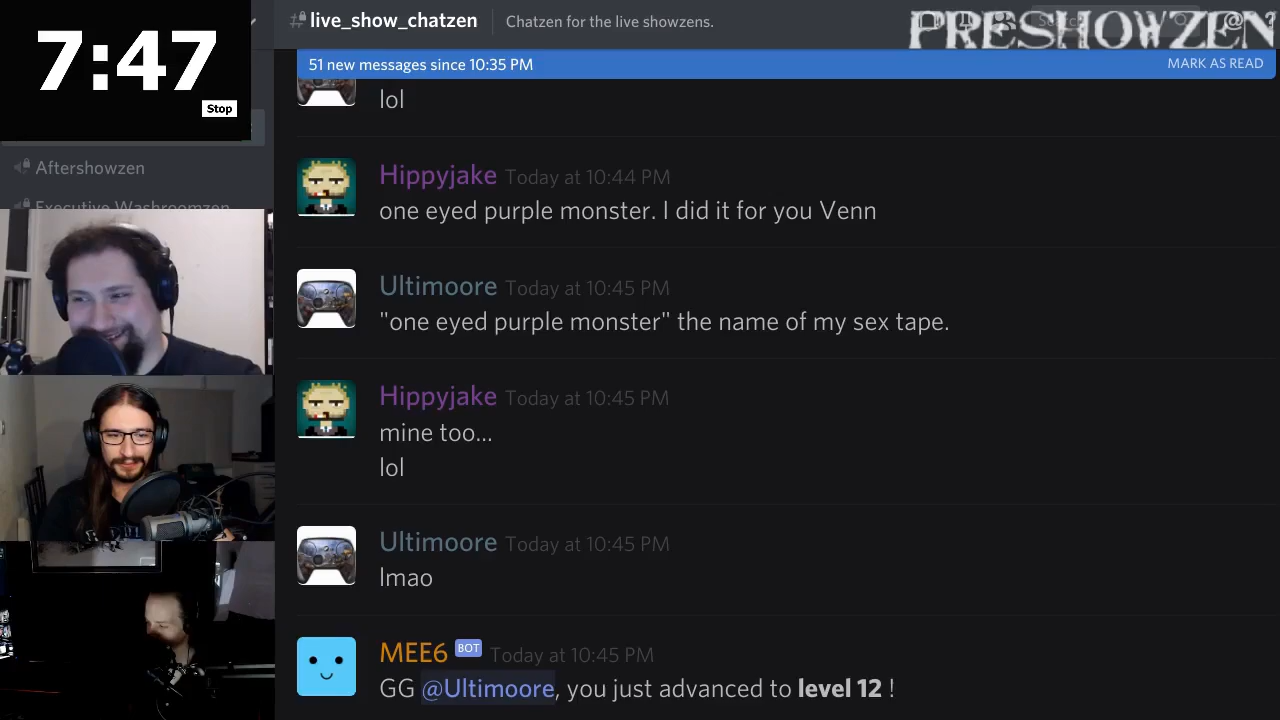 7:47
Stop
live_show_chatzen
Chatzen for the live showzens.
PRESHOWZEN
51 new messages since 10:35 PM
MARK AS READ
lol
Aftershowzen
Executive Washroomzen
Hippyjake Today at 10:44 PM
one eyed purple monster. I did it for you Venn
Ultimoore Today at 10:45 PM
"one eyed purple monster" the name of my sex tape.
Hippyjake Today at 10:45 PM
mine too...
lol
Ultimoore Today at 10:45 PM
lmao
MEE6 BOT Today at 10:45 PM
GG @Ultimoore, you just advanced to level 12 !